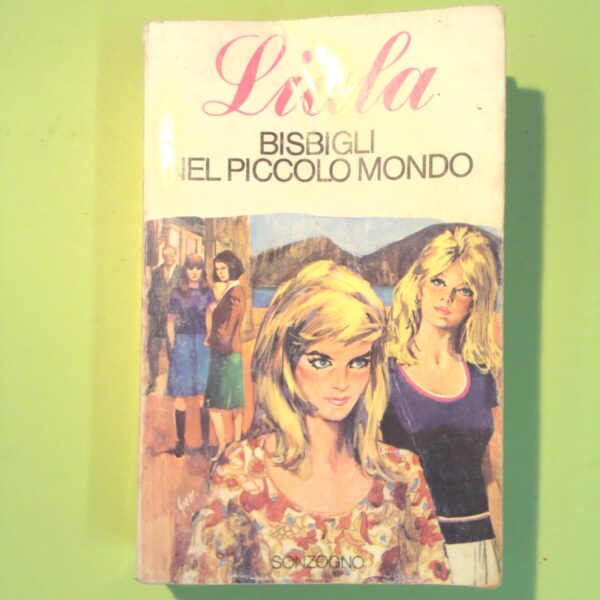 Liala
BISBIGLI
NEL PICCOLO MONDO
SONZOGNO